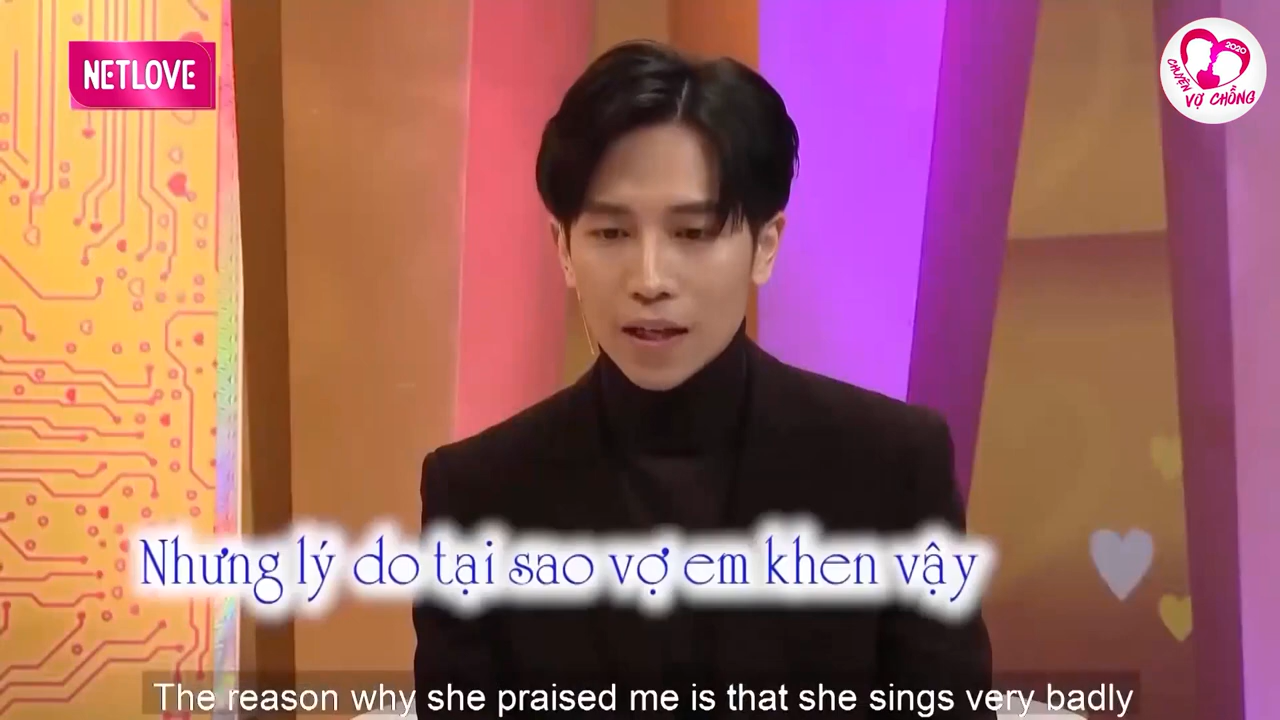 NETLOVE
2020
CHUYỆN
VỢ CHỒNG
Nhưng lý do tại sao vợ em khen vậy
The reason why she praised me is that she sings very badly